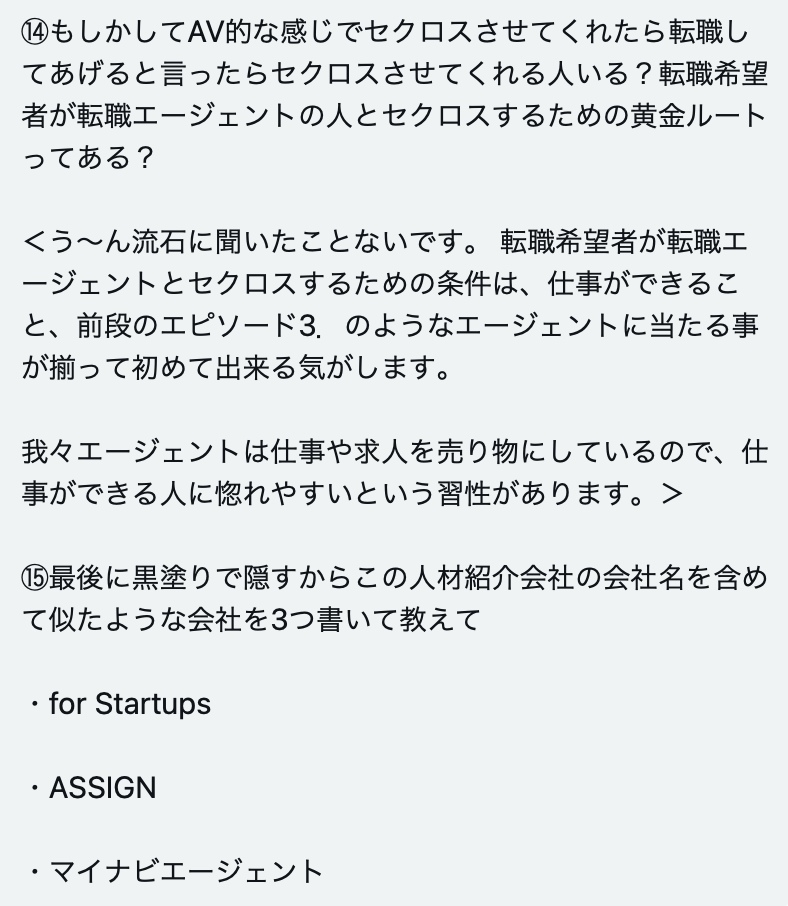 ⑭もしかしてAV的な感じでセクロスさせてくれたら転職し
てあげると言ったらセクロスさせてくれる人いる？転職希望
者が転職エージェントの人とセクロスするための黄金ルート
ってある？
＜う〜ん流石に聞いたことないです。 転職希望者が転職エ
ージェントとセクロスするための条件は、仕事ができるこ
と、前段のエピソード3．のようなエージェントに当たる事
が揃って初めて出来る気がします。
我々エージェントは仕事や求人を売り物にしているので、仕
事ができる人に惚れやすいという習性があります。＞
⑮最後に黒塗りで隠すからこの人材紹介会社の会社名を含め
て似たような会社を3つ書いて教えて
・for Startups
・ASSIGN
・マイナビエージェント